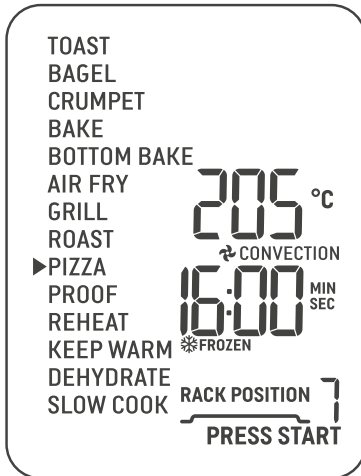 TOAST
BAGEL
CRUMPET
BAKE
BOTTOM BAKE
AIR FRY
GRILL
ROAST
PIZZA
PROOF
REHEAT
KEEP WARM
DEHYDRATE
SLOW COOK
205 °C
CONVECTION
16:00 MIN
SEC
FROZEN
RACK POSITION 7
PRESS START